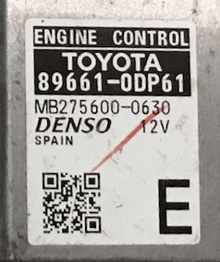 ENGINE CONTROL
TOYOTA
89661-0DP61
MB275600-0630
DENSO 12V
SPAIN
E